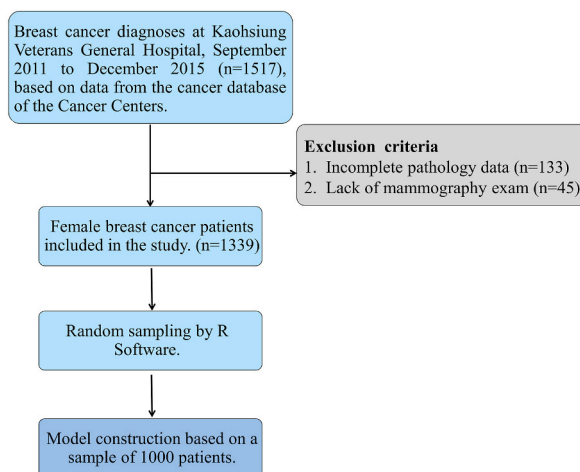 Breast cancer diagnoses at Kaohsiung
Veterans General Hospital, September
2011 to December 2015 (n=1517),
based on data from the cancer database
of the Cancer Centers.
Exclusion criteria
1. Incomplete pathology data (n=133)
2. Lack of mammography exam (n=45)
Female breast cancer patients
included in the study. (n=1339)
Random sampling by R
Software.
Model construction based on a
sample of 1000 patients.